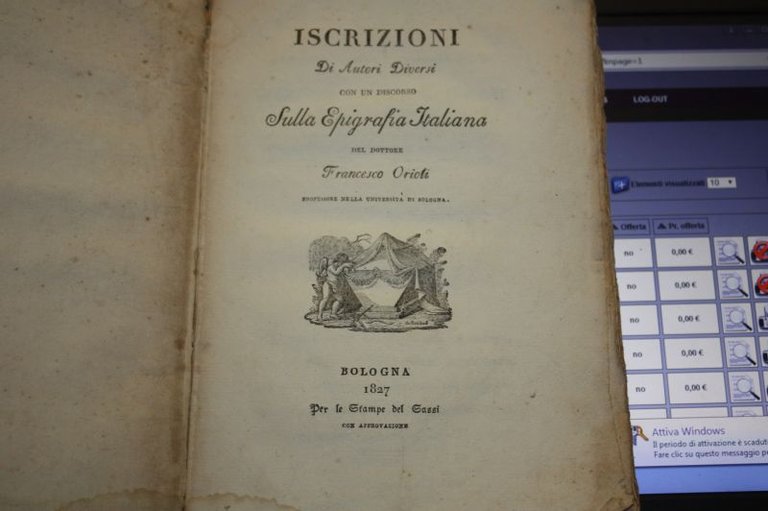 ISCRIZIONI
Di Autori Diversi
CON UN DISCORSO
Sulla Epigrafia Italiana
DEL DOTTORE
Francesco Orioli
PROFESSORE NELLA UNIVERSITÀ DI BOLOGNA.
BOLOGNA
1827
Per le Stampe del Sassi
CON APPROVAZIONE
page=1
LOG OUT
Elementi visualizzati 10
Offerta Pr. offerta
no 0,00 €
no 0,00 €
no 0,00 €
no 0,00 €
no 0,00 €
Attiva Windows
Il periodo di attivazione è scadut
Fare clic su questo messaggio p